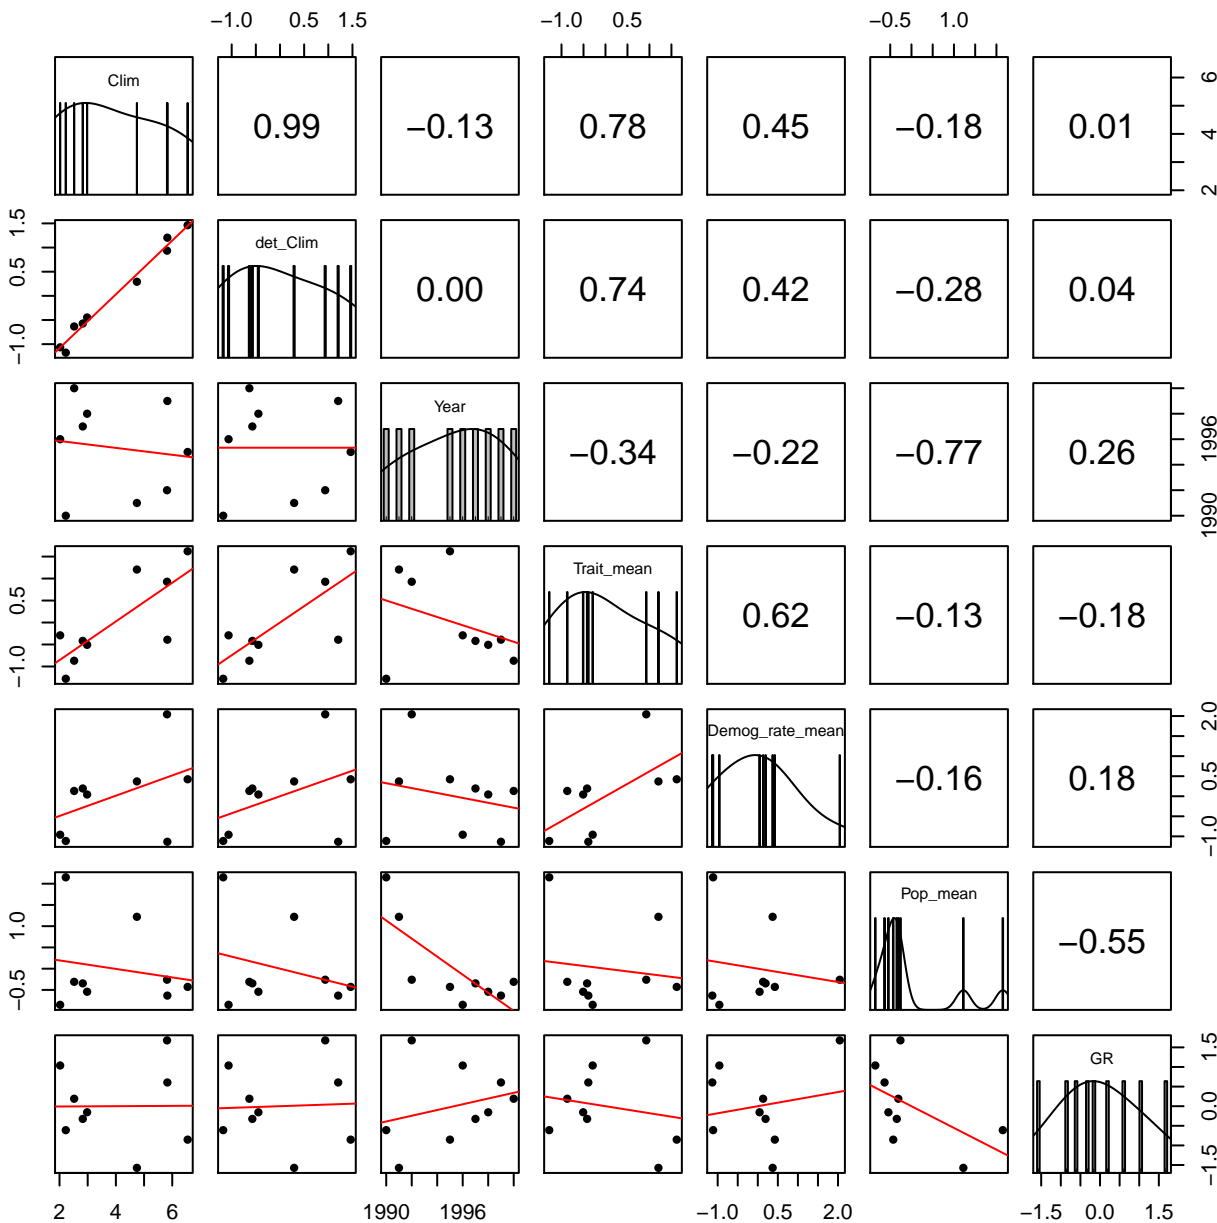 −1.0 0.5 1.5 −1.0 0.5 −0.5 1.0
Clim 0.99 −0.13 0.78 0.45 −0.18 0.01 2 4 6
−1.0 0.5 1.5 det_Clim 0.00 0.74 0.42 −0.28 0.04
Year −0.34 −0.22 −0.77 0.26 1990 1996
−1.0 0.5 Trait_mean 0.62 −0.13 −0.18
Demog_rate_mean −0.16 0.18 −1.0 0.5 2.0
−0.5 1.0 Pop_mean −0.55
GR −1.5 0.0 1.5
2 4 6 1990 1996 −1.0 0.5 2.0 −1.5 0.0 1.5